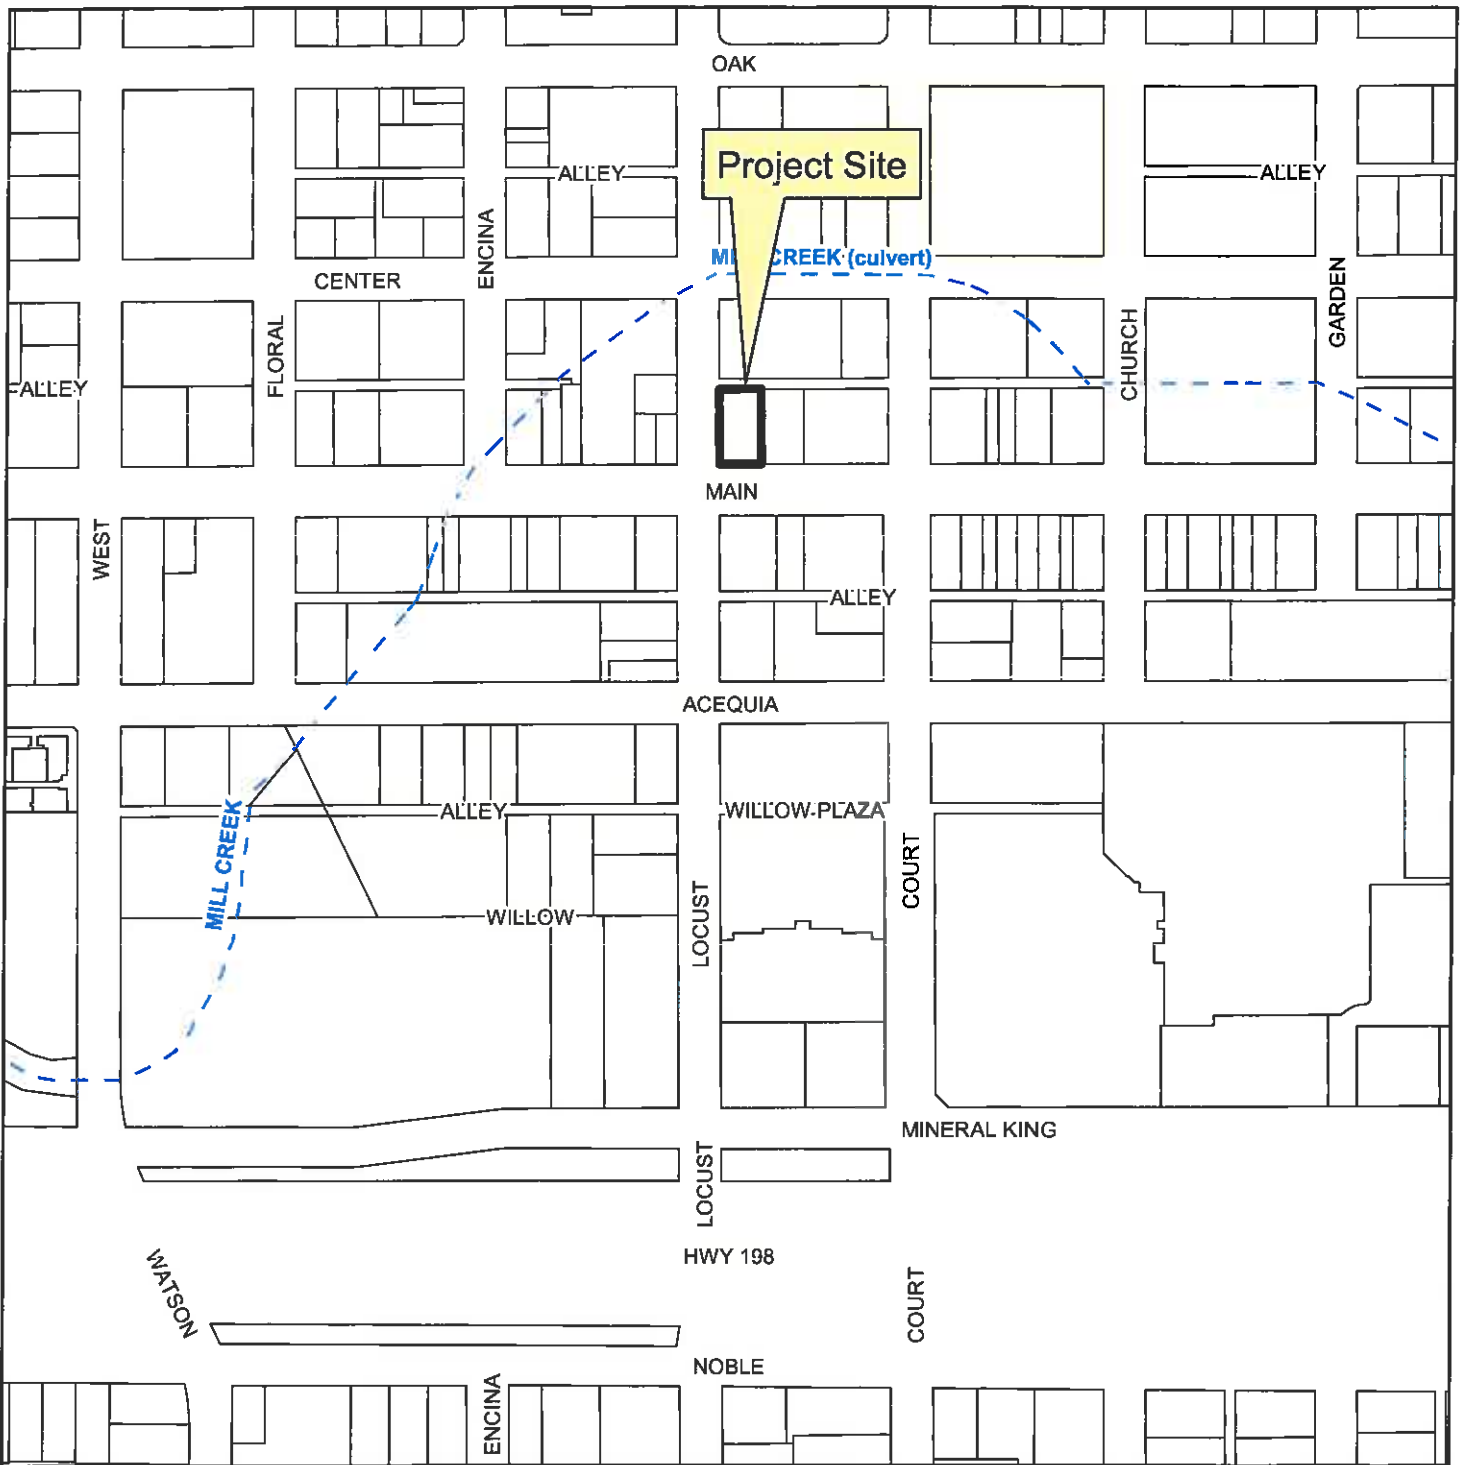 OAK
Project Site
ALLEY
ALLEY
ENCINA
MI CREEK (culvert)
CENTER
GARDEN
FLORAL
CHURCH
ALLEY
MAIN
WEST
ALLEY
ACEQUIA
MILL CREEK
ALLEY
WILLOW PLAZA
COURT
LOCUST
WILLOW
MINERAL KING
LOCUST
HWY 198
WATSON
COURT
NOBLE
ENCINA